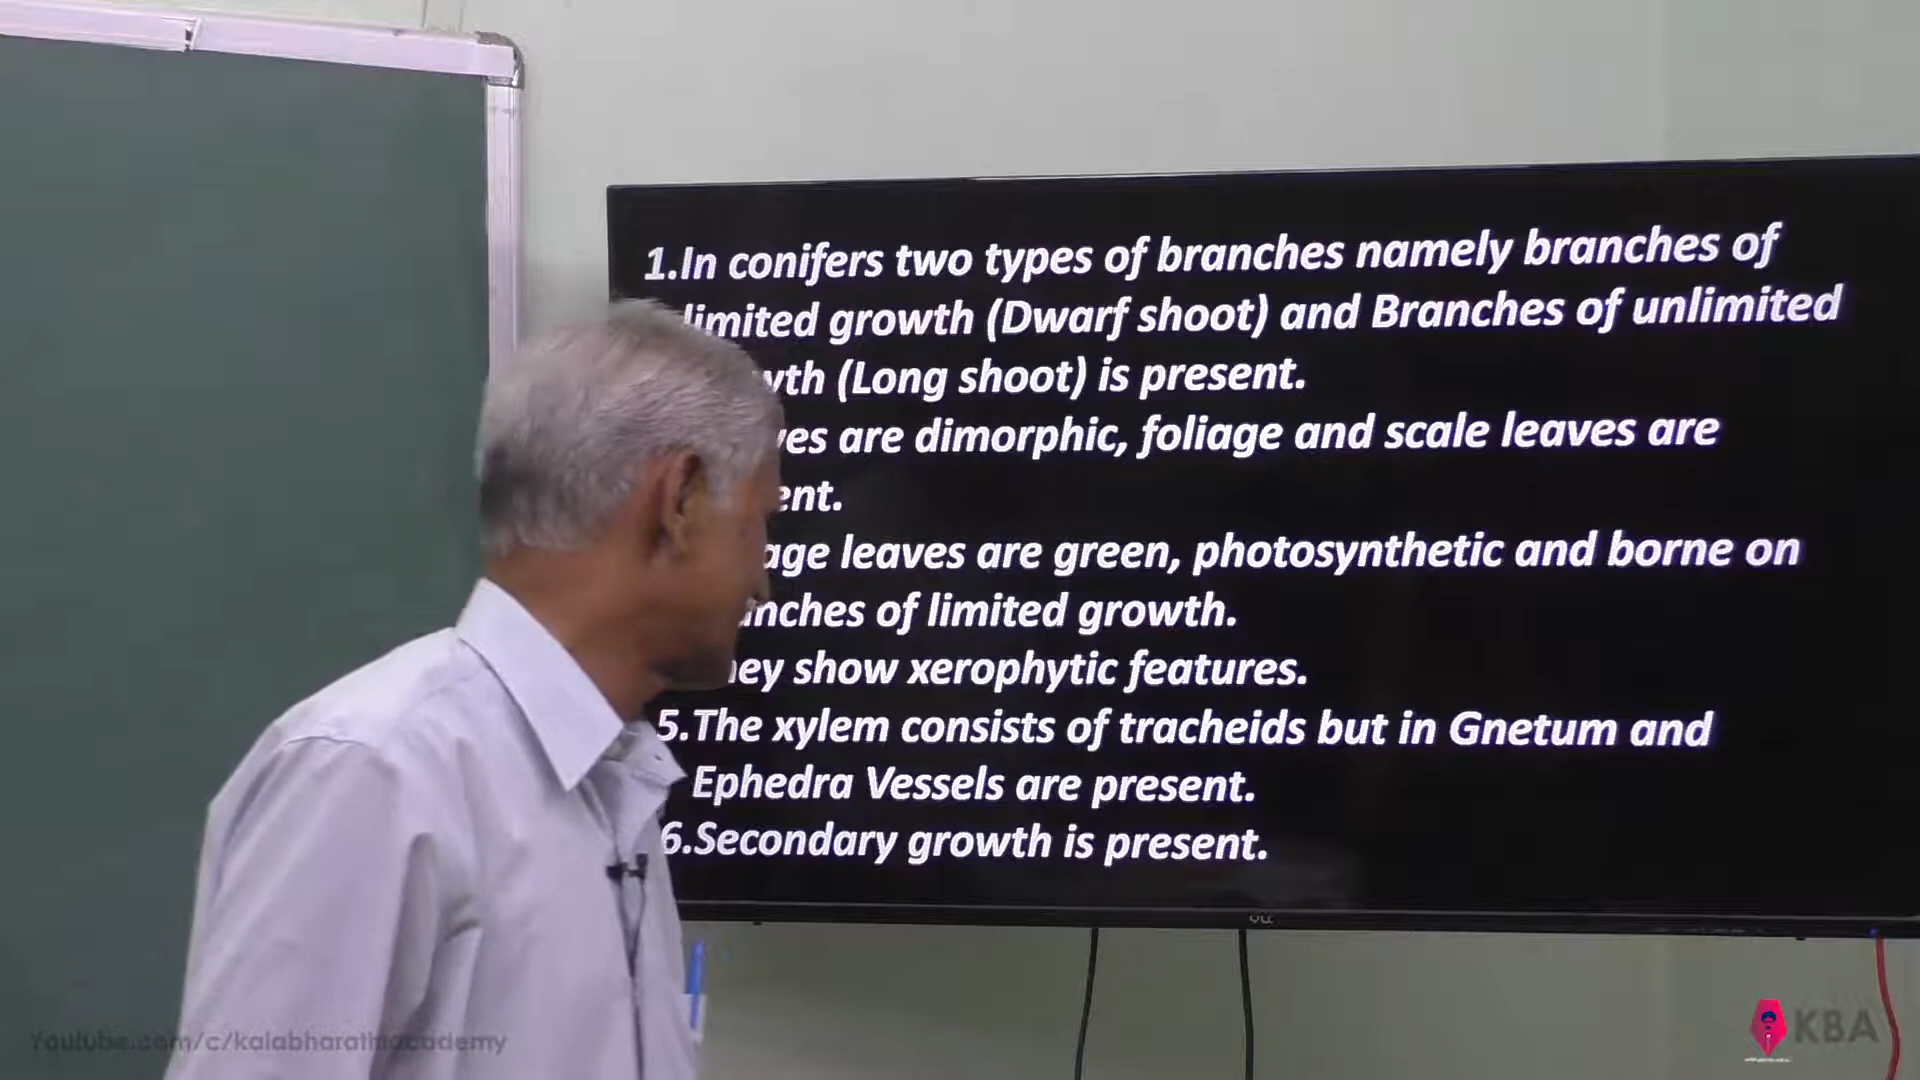 1.In conifers two types of branches namely branches of
limited growth (Dwarf shoot) and Branches of unlimited
(Long shoot) is present.
are dimorphic, foliage and scale leaves are
leaves are green, photosynthetic and borne on
of limited growth.
show xerophytic features.
5.The xylem consists of tracheids but in Gnetum and
Ephedra Vessels are present.
6.Secondary growth is present.
Youtube.com/c/kalabharathiacademy
KBA